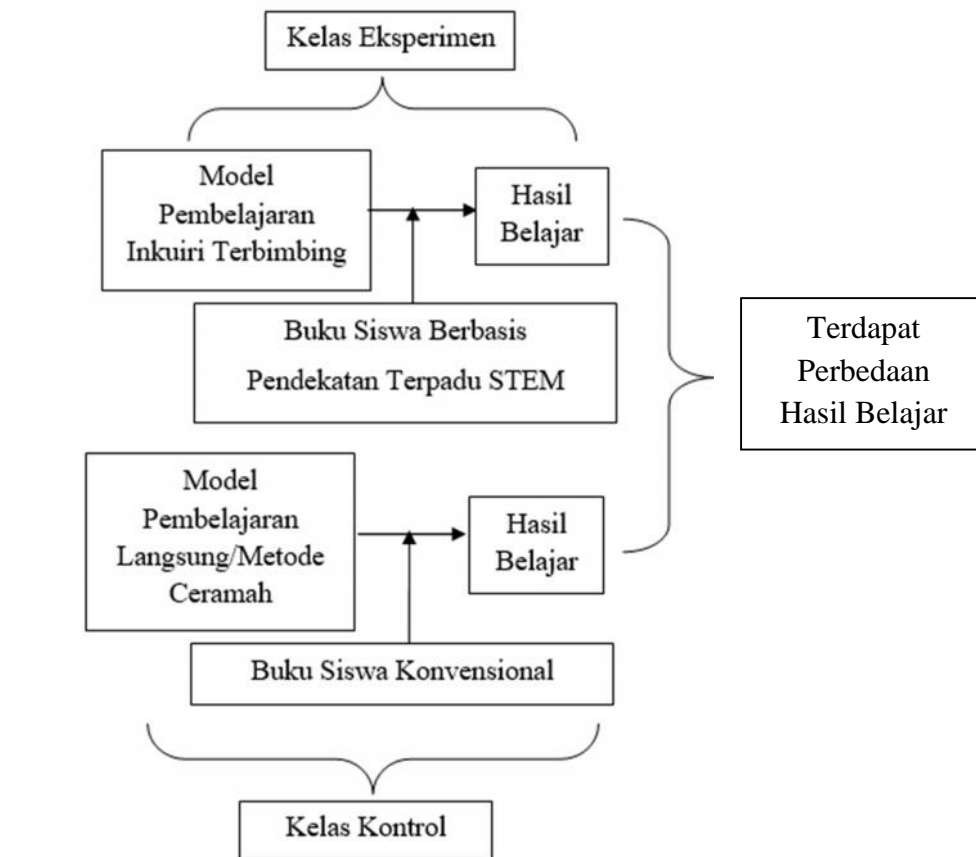 Kelas Eksperimen
Model
Pembelajaran
Inkuiri Terbimbing
Hasil
Belajar
Buku Siswa Berbasis
Pendekatan Terpadu STEM
Terdapat
Perbedaan
Hasil Belajar
Model
Pembelajaran
Langsung/Metode
Ceramah
Hasil
Belajar
Buku Siswa Konvensional
Kelas Kontrol